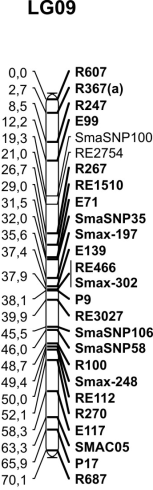 LG09
0,0 R607
2,7 R367(a)
8,5 R247
12,2 E99
19,3 SmaSNP100
21,0 RE2754
26,7 R267
29,0 RE1510
31,5 E71
32,0 SmaSNP35
35,6 Smax-197
37,4 E139
37,9 RE466
Smax-302
38,1 P9
39,9 RE3027
45,5 SmaSNP106
46,0 SmaSNP58
48,7 R100
49,4 Smax-248
50,0 RE112
52,1 R270
58,3 E117
63,3 SMAC05
65,9 P17
70,1 R687